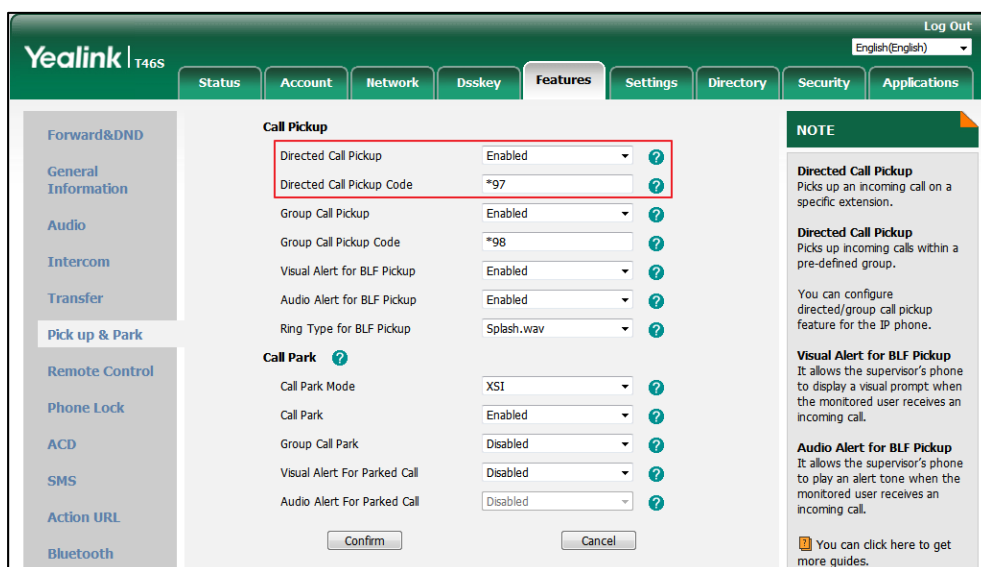 Log Out
Yealink T46S
English(English)
Status Account Network Dsskey Features Settings Directory Security Applications
Forward&DND
General
Information
Audio
Intercom
Transfer
Pick up & Park
Remote Control
Phone Lock
ACD
SMS
Action URL
Bluetooth
Call Pickup
Directed Call Pickup Enabled ?
Directed Call Pickup Code *97 ?
Group Call Pickup Enabled ?
Group Call Pickup Code *98 ?
Visual Alert for BLF Pickup Enabled ?
Audio Alert for BLF Pickup Enabled ?
Ring Type for BLF Pickup Splash.wav ?
Call Park ?
Call Park Mode XSI ?
Call Park Enabled ?
Group Call Park Disabled ?
Visual Alert For Parked Call Disabled ?
Audio Alert For Parked Call Disabled ?
Confirm Cancel
NOTE
Directed Call Pickup
Picks up an incoming call on a
specific extension.
Directed Call Pickup
Picks up incoming calls within a
pre-defined group.
You can configure
directed/group call pickup
feature for the IP phone.
Visual Alert for BLF Pickup
It allows the supervisor's phone
to display a visual prompt when
the monitored user receives an
incoming call.
Audio Alert for BLF Pickup
It allows the supervisor's phone
to play an alert tone when the
monitored user receives an
incoming call.
? You can click here to get
more guides.